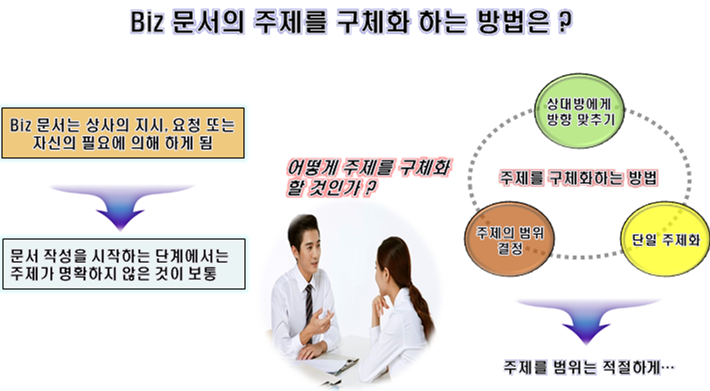 Biz 문서의 주제를 구체화 하는 방법은 ?
Biz 문서는 상사의 지시, 요청 또는
자신의 필요에 의해 하게 됨
문서 작성을 시작하는 단계에서는
주제가 명확하지 않은 것이 보통
어떻게 주제를 구체화
할 것인가 ?
상대방에게
방향 맞추기
주제를 구체화하는 방법
주제의 범위
결정
단일 주제화
주제를 범위는 적절하게…